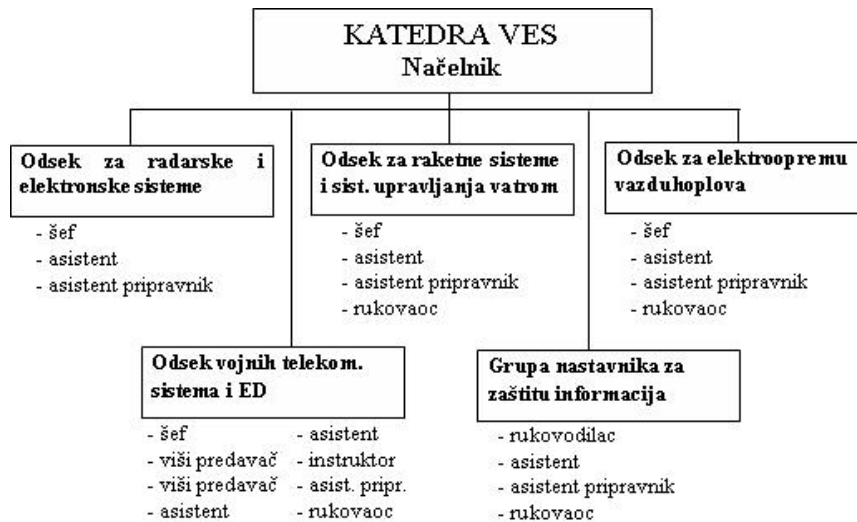 KATEDRA VES
Načelnik
Odsek za radarske i
elektronske sisteme
- šef
- asistent
- asistent pripravnik
Odsek za raketne sisteme
i sist. upravljanja vatrom
- šef
- asistent
- asistent pripravnik
- rukovaoc
Odsek za elektroopremu
vazduhoplova
- šef
- asistent
- asistent pripravnik
- rukovaoc
Odsek vojnih telekom.
sistema i ED
- šef
- viši predavač
- viši predavač
- asistent
- asistent
- instruktor
- asist. pripr.
- rukovaoc
Grupa nastavnika za
zaštitu informacija
- rukovodilac
- asistent
- asistent pripravnik
- rukovaoc